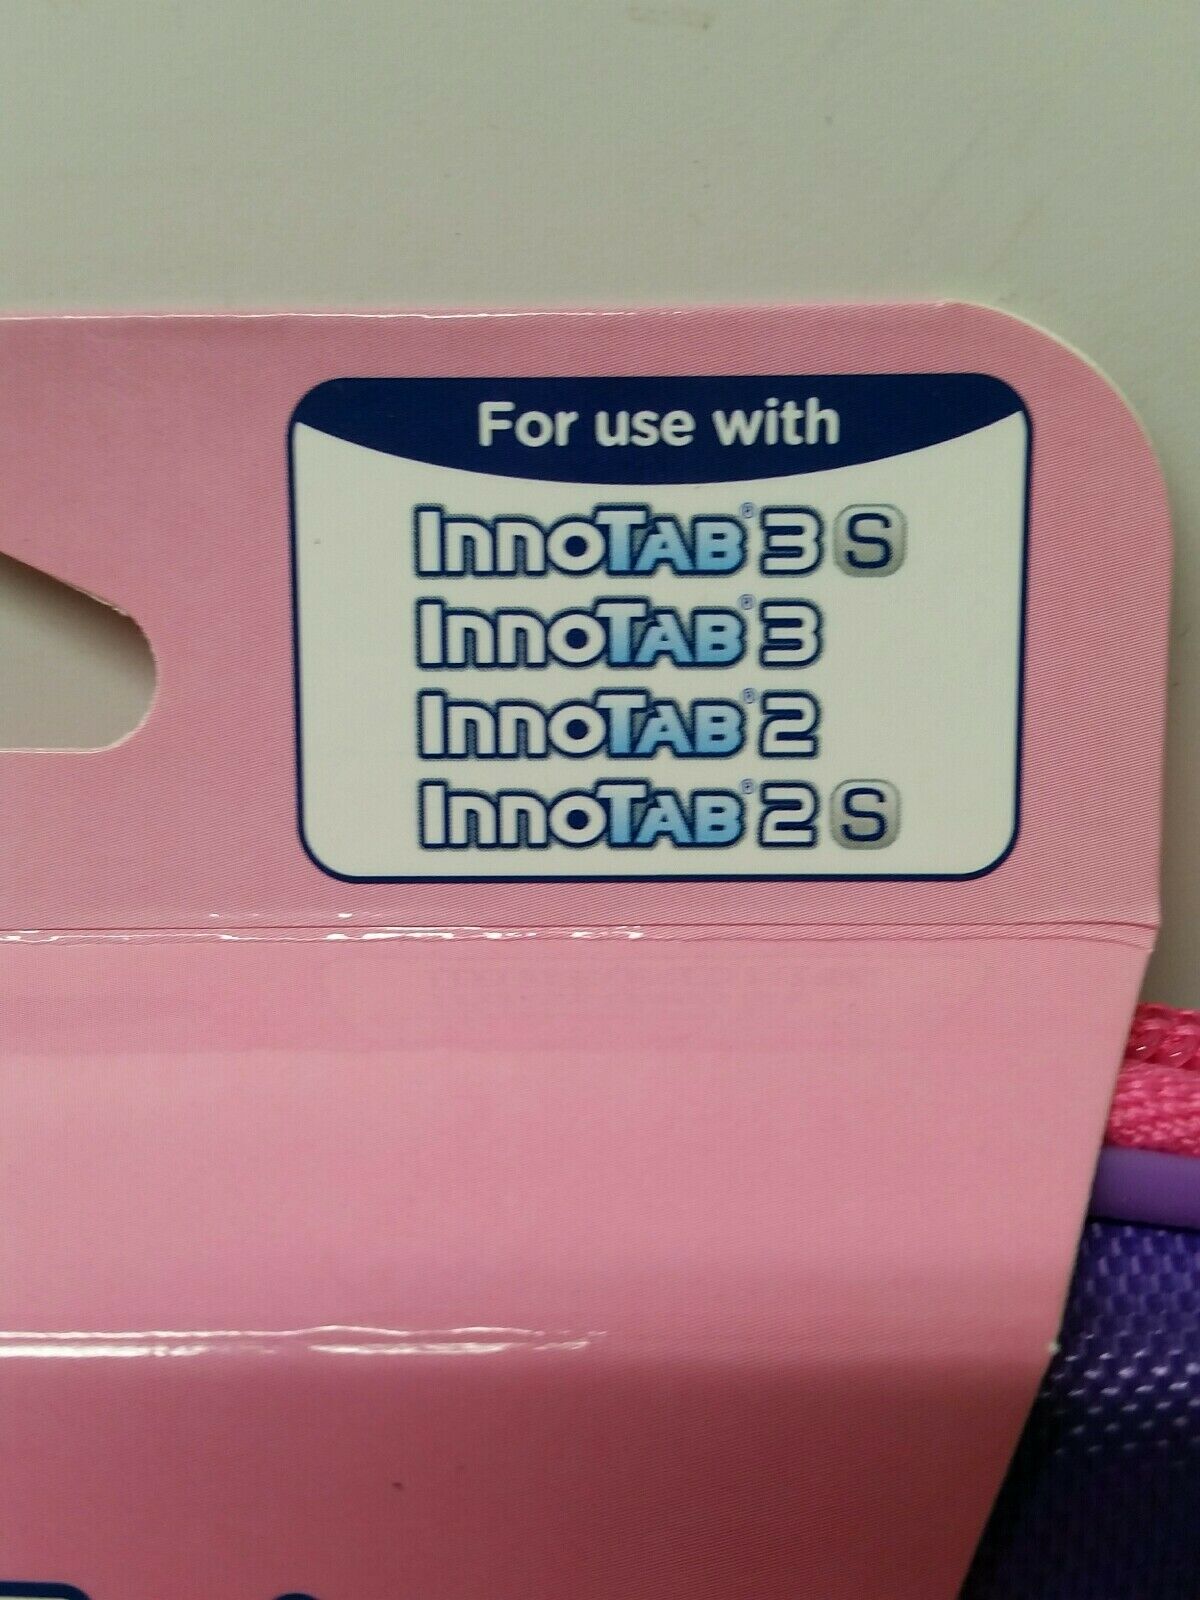 For use with
InnoTAB® 3 S
InnoTAB® 3
InnoTAB® 2
InnoTAB® 2 S